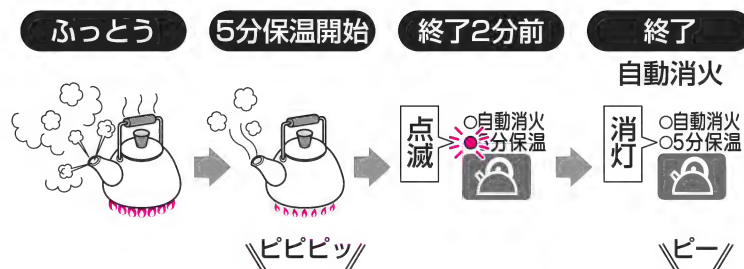 ふっとう
5分保温開始
終了2分前
終了
自動消火
点滅
○自動消火
5分保温
消灯
○自動消火
○5分保温
ピピピッ
ピー